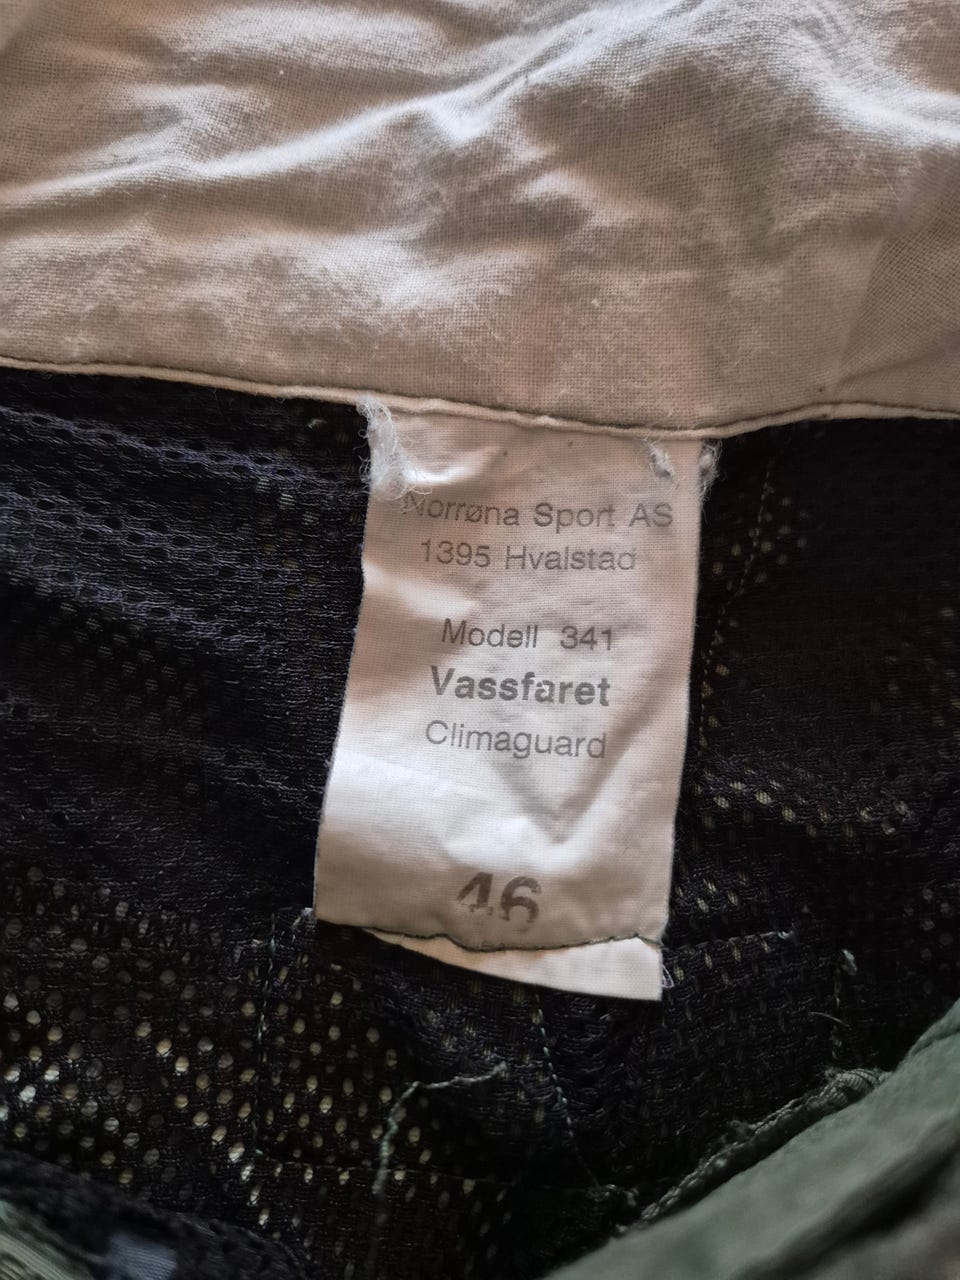 Norrøna Sport AS
1395 Hvalstad
Modell 341
Vassfaret
Climaguard
46